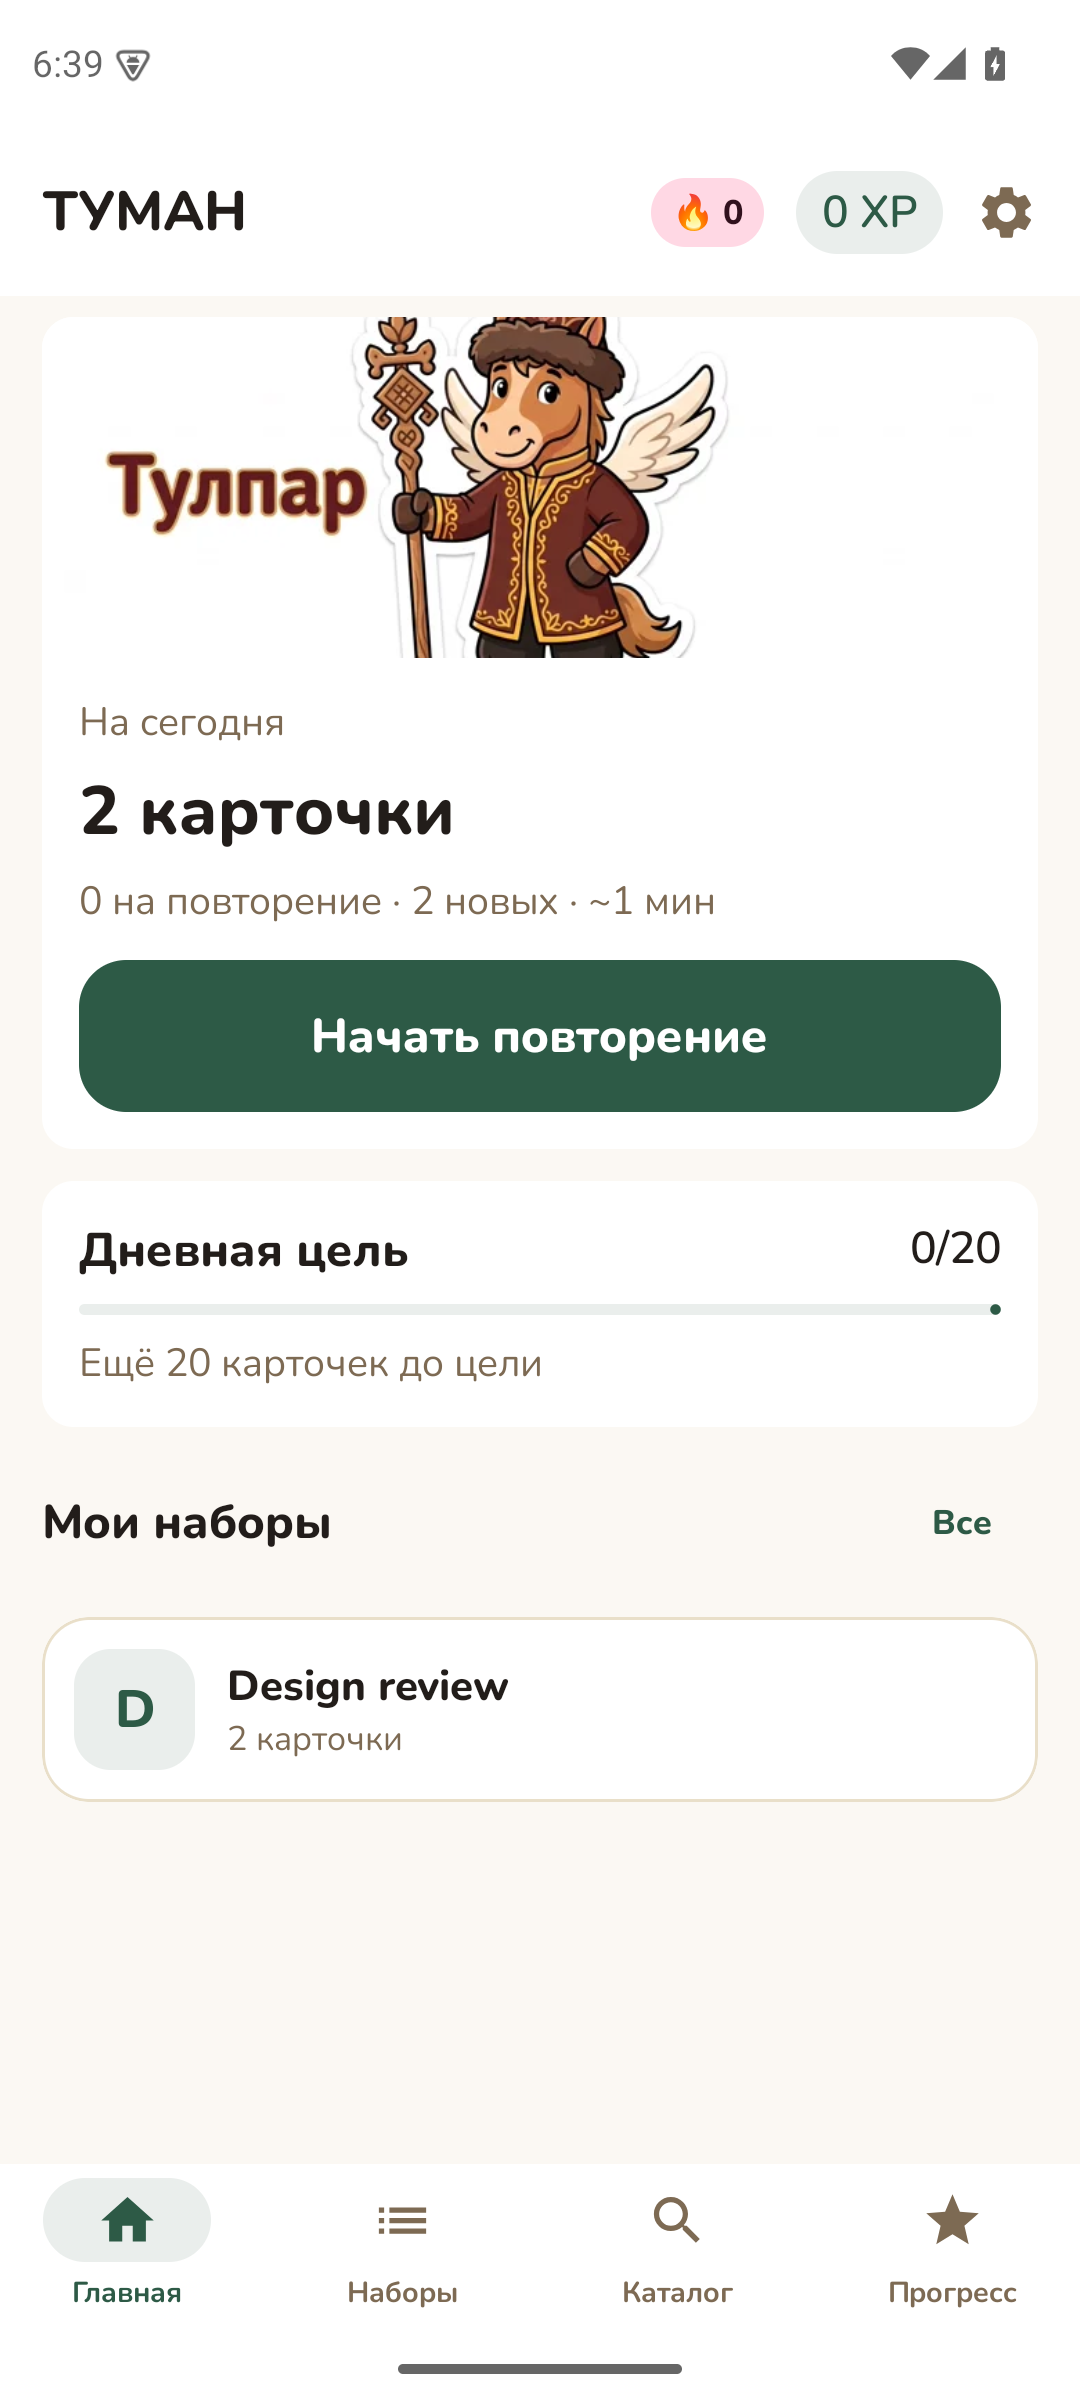 6:39
ТУМАН
🔥 0
0 XP
Тулпар
На сегодня
2 карточки
0 на повторение · 2 новых · ~1 мин
Начать повторение
Дневная цель
0/20
Ещё 20 карточек до цели
Мои наборы
Все
D
Design review
2 карточки
Главная
Наборы
Каталог
Прогресс